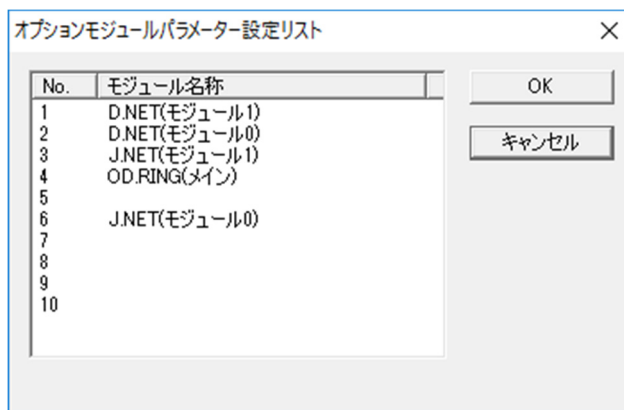 オプションモジュールパラメーター設定リスト
No. モジュール名称
1 D.NET(モジュール1)
2 D.NET(モジュール0)
3 J.NET(モジュール1)
4 OD.RING(メイン)
5
6 J.NET(モジュール0)
7
8
9
10
OK
キャンセル